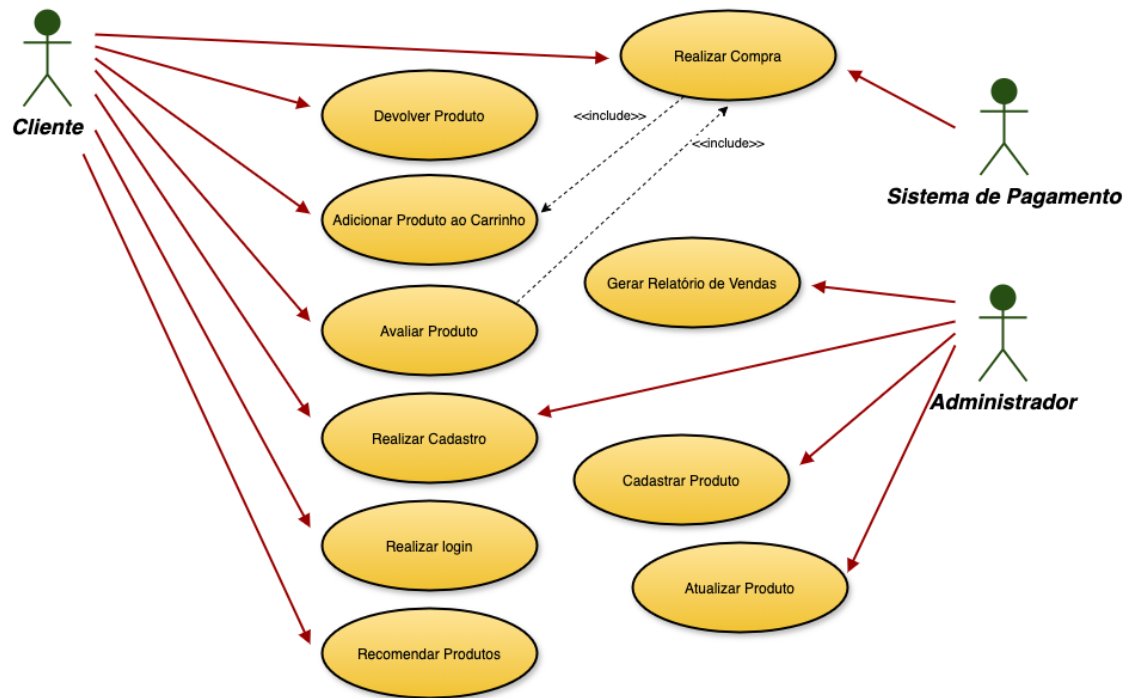 Realizar Compra
Devolver Produto
<<include>>
Cliente
<<include>>
Sistema de Pagamento
Adicionar Produto ao Carrinho
Gerar Relatório de Vendas
Avaliar Produto
Administrador
Realizar Cadastro
Cadastrar Produto
Realizar login
Atualizar Produto
Recomendar Produtos